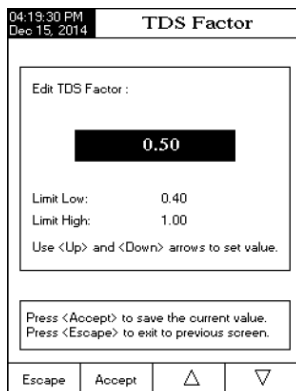 04:19:30 PM
Dec 15, 2014
TDS Factor
Edit TDS Factor :
0.50
Limit Low: 0.40
Limit High: 1.00
Use <Up> and <Down> arrows to set value.
Press <Accept> to save the current value.
Press <Escape> to exit to previous screen.
Escape Accept △ ▽